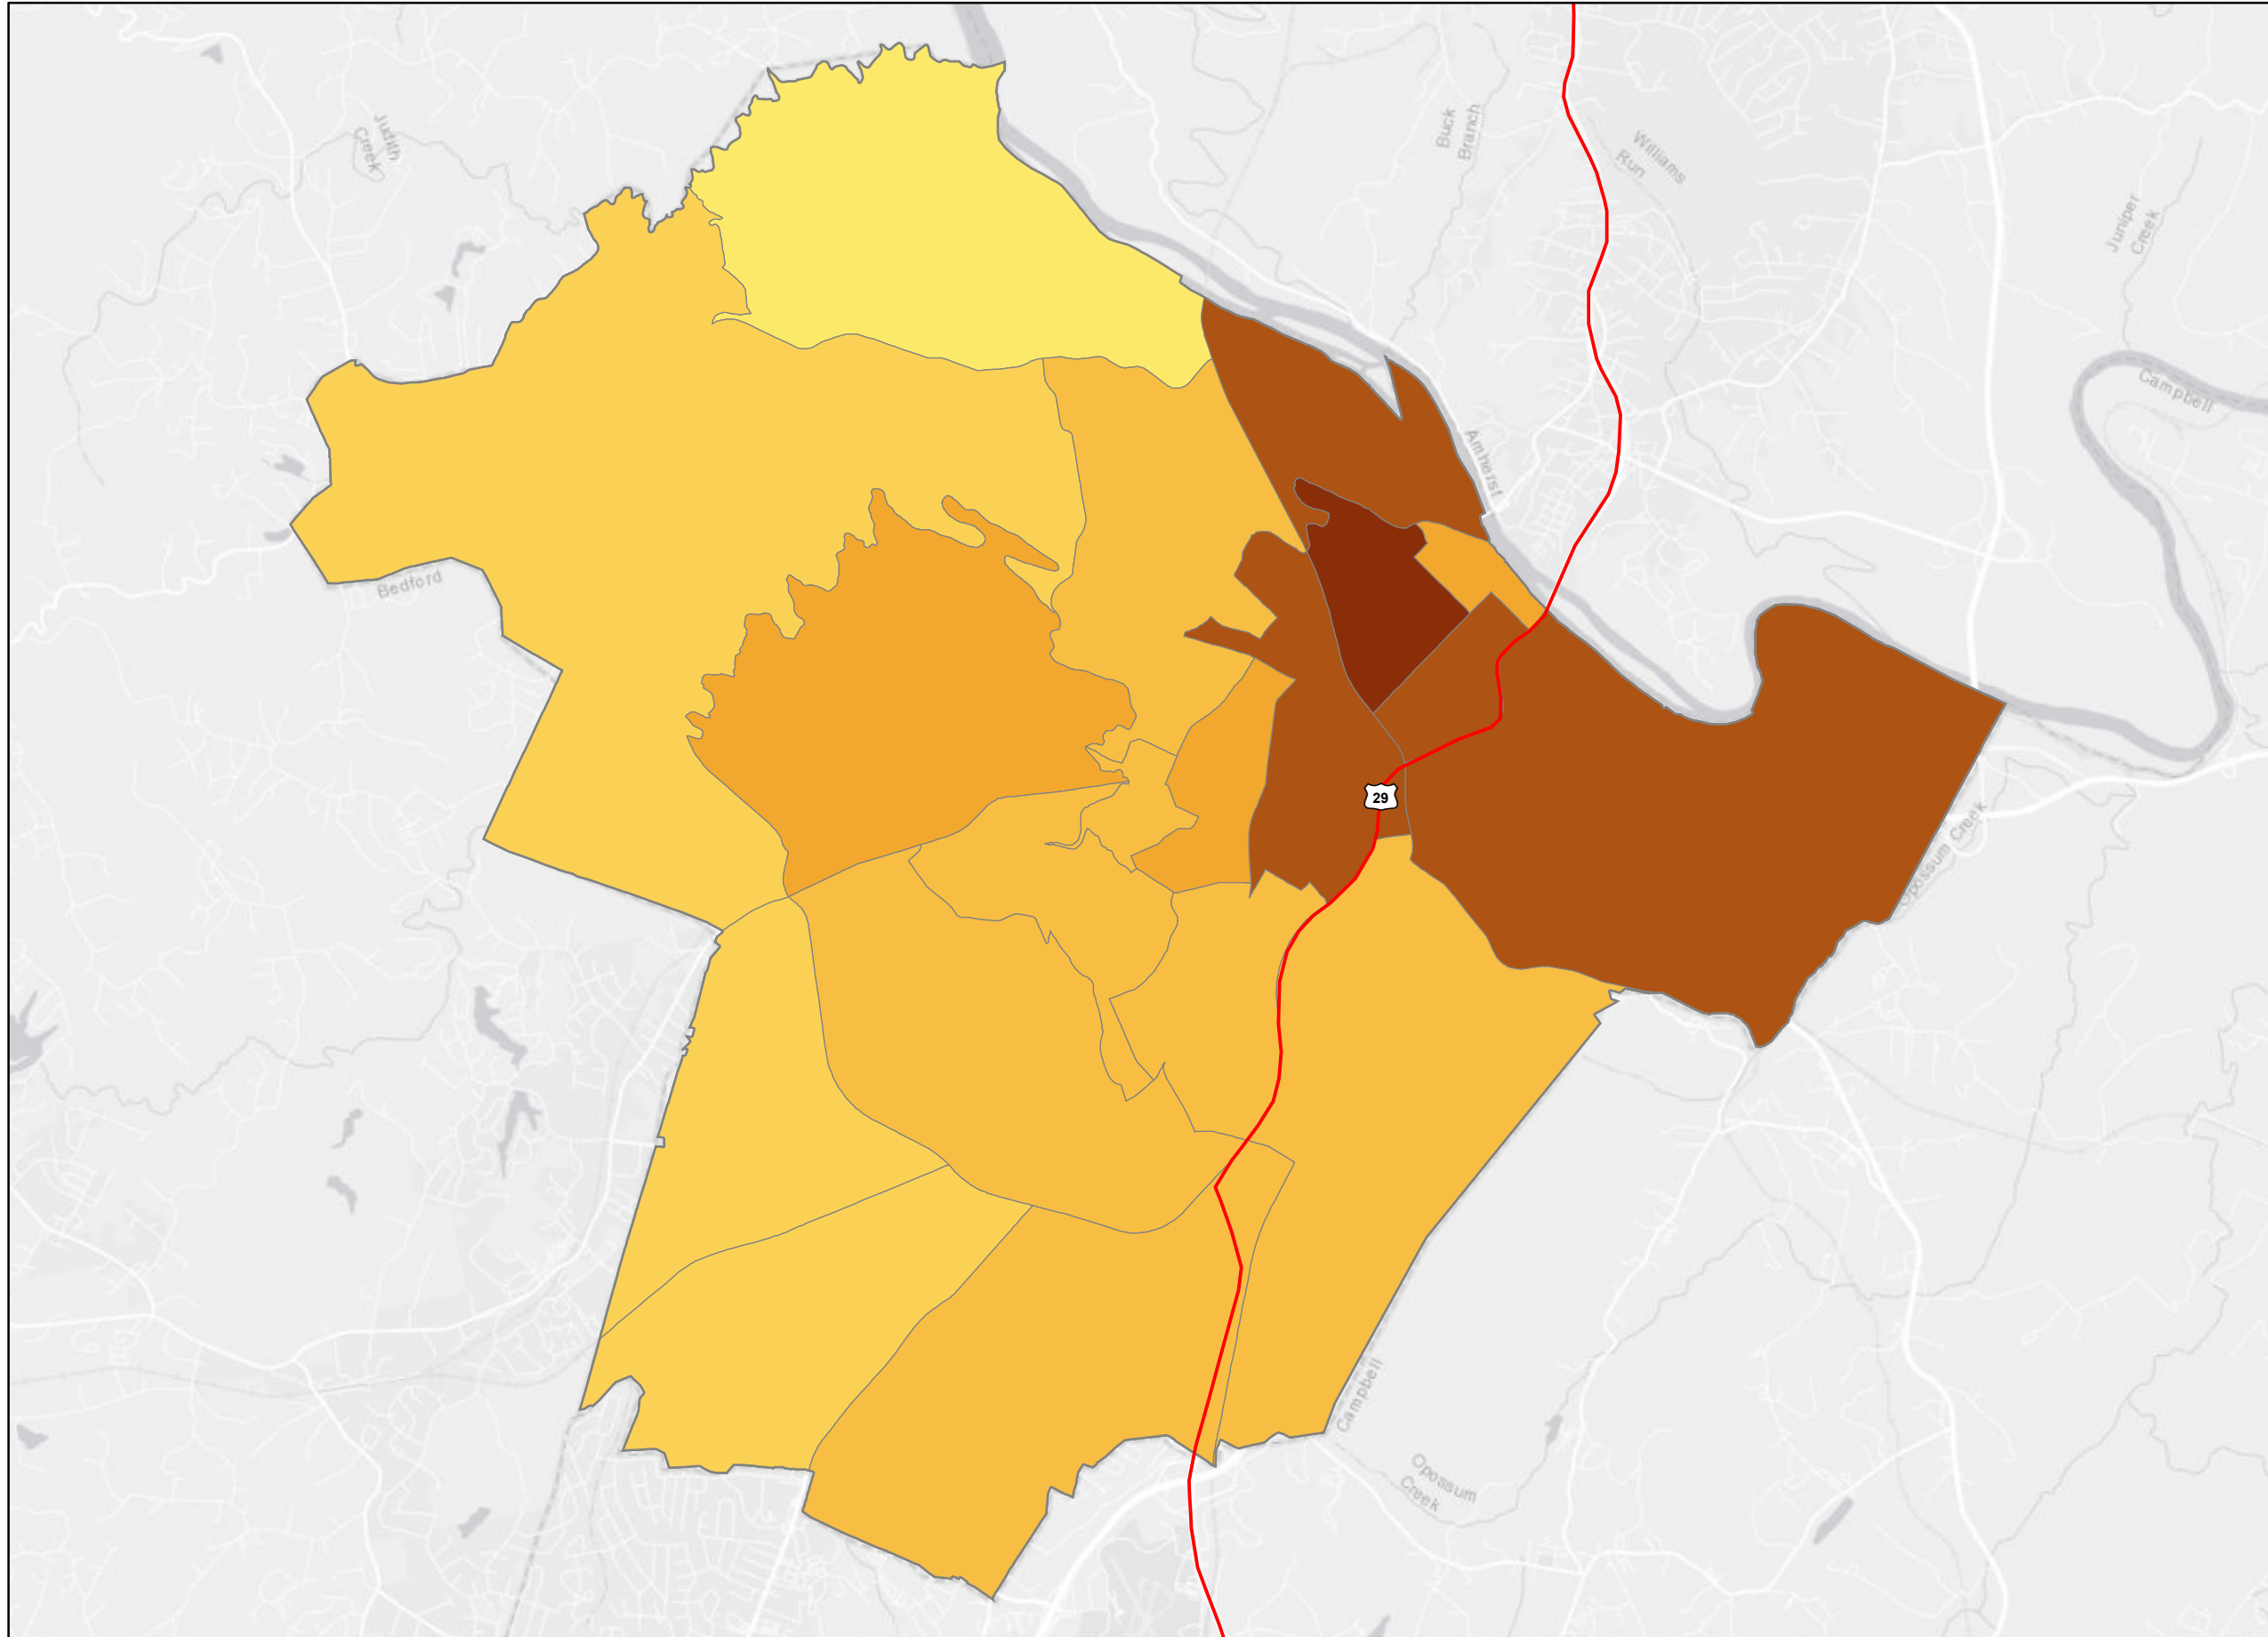 Judith
Creek
Buck
Branch
Williams
Run
Juniper
Creek
Campbell
Amherst
Bedford
29
Opossum Creek
Campbell
Opossum
Creek